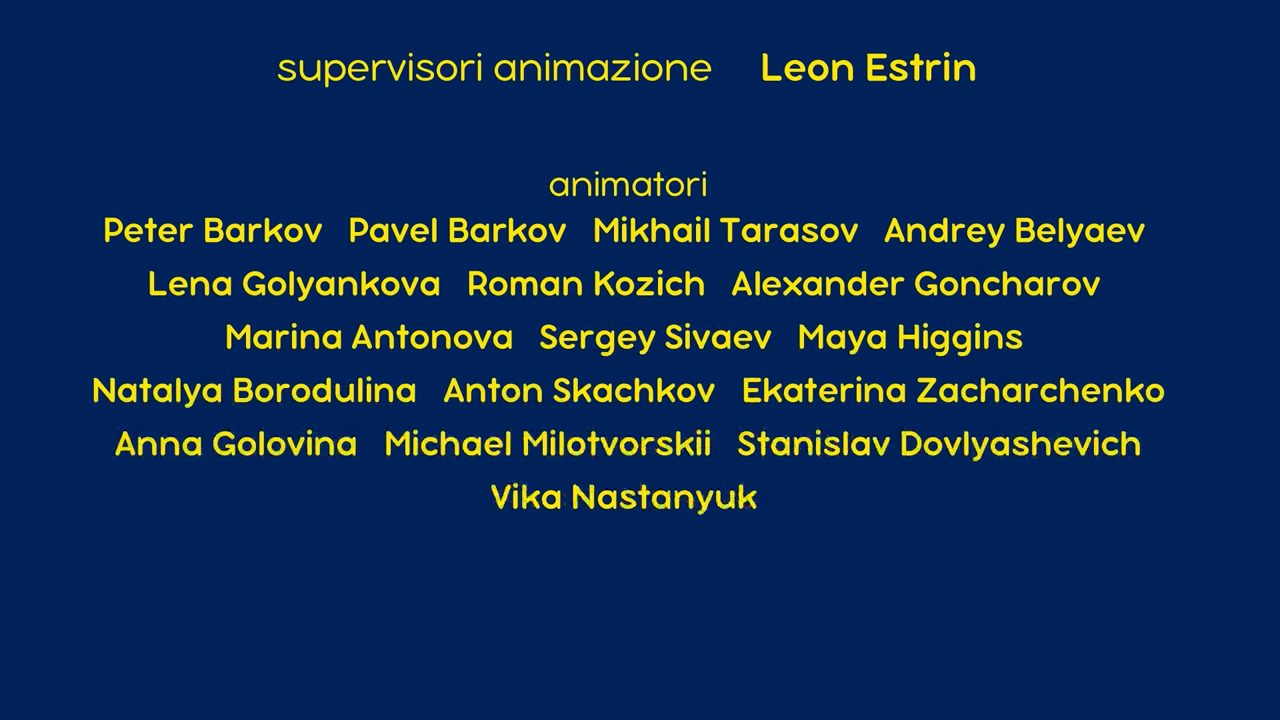 supervisori animazione Leon Estrin
animatori
Peter Barkov Pavel Barkov Mikhail Tarasov Andrey Belyaev
Lena Golyankova Roman Kozich Alexander Goncharov
Marina Antonova Sergey Sivaev Maya Higgins
Natalya Borodulina Anton Skachkov Ekaterina Zacharchenko
Anna Golovina Michael Milotvorskii Stanislav Dovlyashevich
Vika Nastanyuk